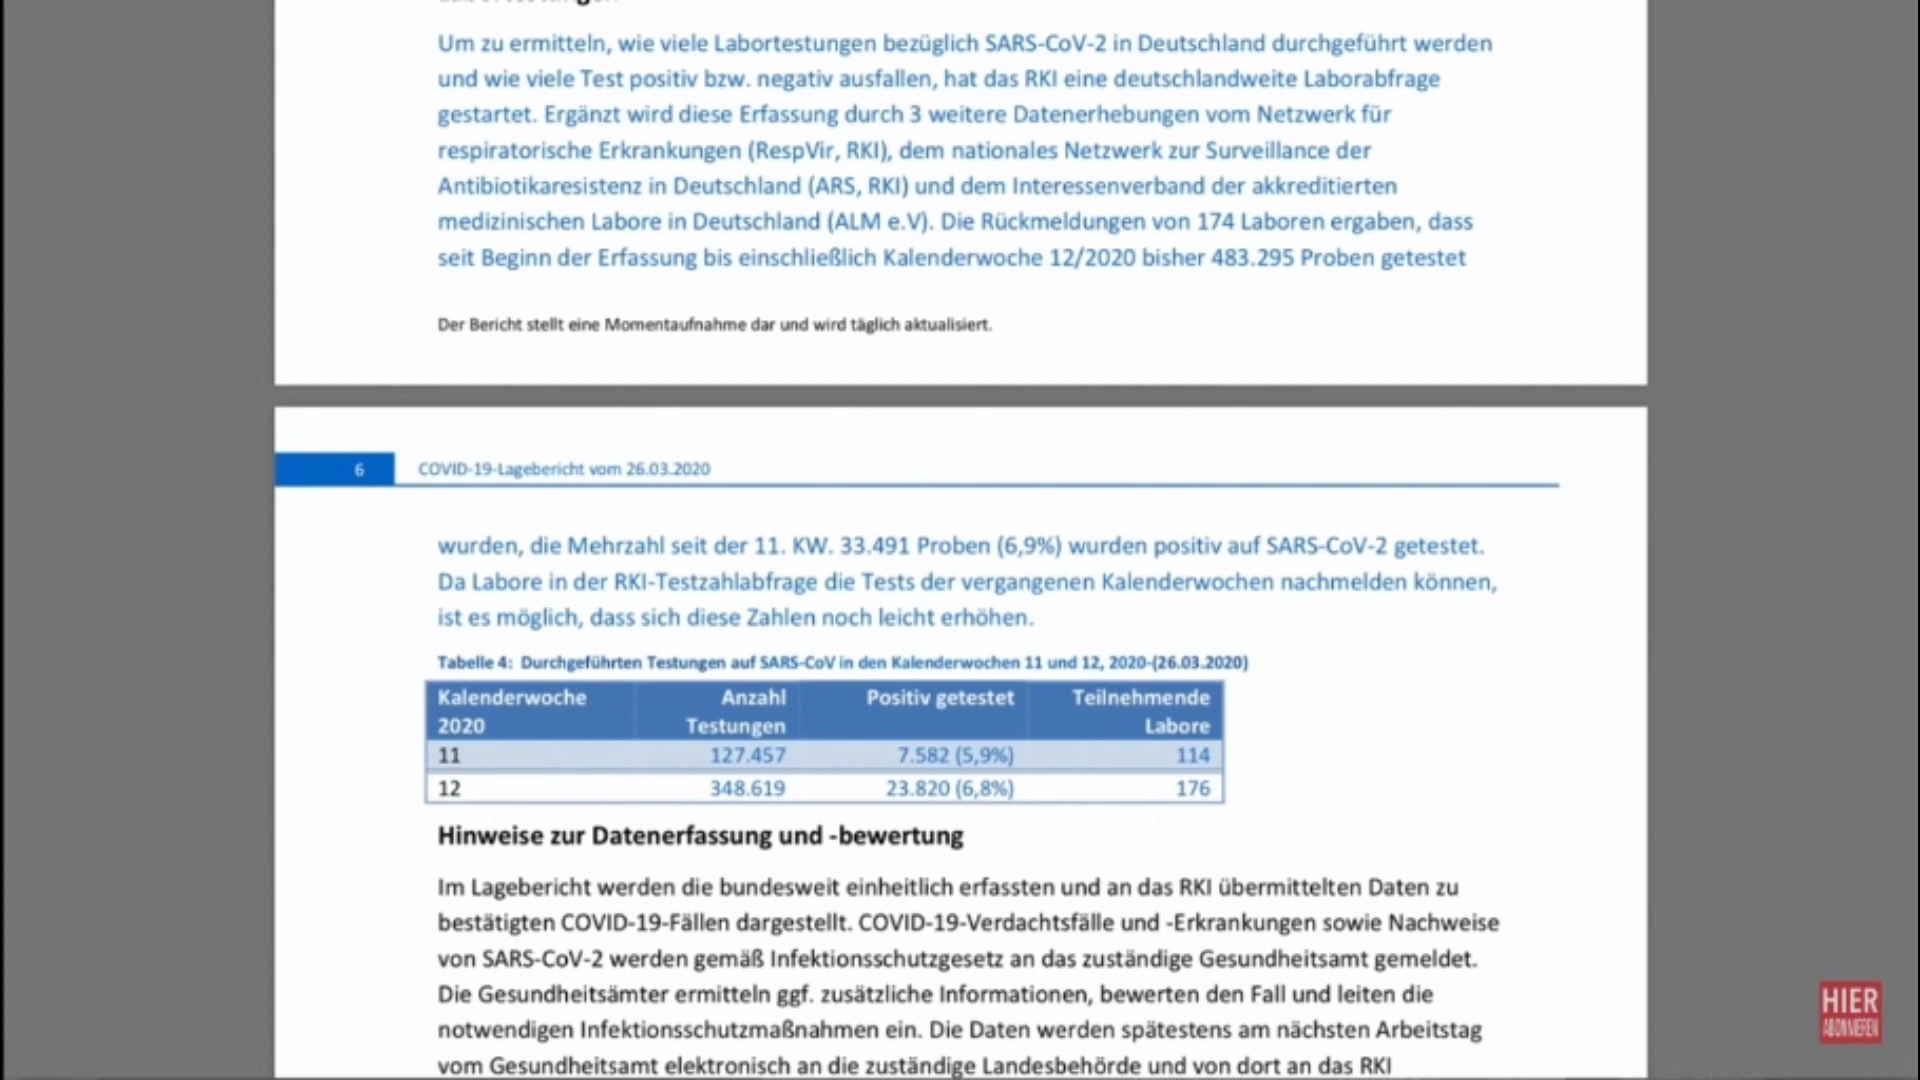 Um zu ermitteln, wie viele Labortestungen bezüglich SARS-CoV-2 in Deutschland durchgeführt werden
und wie viele Test positiv bzw. negativ ausfallen, hat das RKI eine deutschlandweite Laborabfrage
gestartet. Ergänzt wird diese Erfassung durch 3 weitere Datenerhebungen vom Netzwerk für
respiratorische Erkrankungen (RespVir, RKI), dem nationales Netzwerk zur Surveillance der
Antibiotikaresistenz in Deutschland (ARS, RKI) und dem Interessenverband der akkreditierten
medizinischen Labore in Deutschland (ALM e.V). Die Rückmeldungen von 174 Laboren ergaben, dass
seit Beginn der Erfassung bis einschließlich Kalenderwoche 12/2020 bisher 483.295 Proben getestet
Der Bericht stellt eine Momentaufnahme dar und wird täglich aktualisiert.
6 COVID-19-Lagebericht vom 26.03.2020
wurden, die Mehrzahl seit der 11. KW. 33.491 Proben (6,9%) wurden positiv auf SARS-CoV-2 getestet.
Da Labore in der RKI-Testzahlabfrage die Tests der vergangenen Kalenderwochen nachmelden können,
ist es möglich, dass sich diese Zahlen noch leicht erhöhen.
Tabelle 4: Durchgeführten Testungen auf SARS-CoV in den Kalenderwochen 11 und 12, 2020-(26.03.2020)
Kalenderwoche Anzahl Positiv getestet Teilnehmende
2020 Testungen Labore
11 127.457 7.582 (5,9%) 114
12 348.619 23.820 (6,8%) 176
Hinweise zur Datenerfassung und -bewertung
Im Lagebericht werden die bundesweit einheitlich erfassten und an das RKI übermittelten Daten zu
bestätigten COVID-19-Fällen dargestellt. COVID-19-Verdachtsfälle und -Erkrankungen sowie Nachweise
von SARS-CoV-2 werden gemäß Infektionsschutzgesetz an das zuständige Gesundheitsamt gemeldet.
Die Gesundheitsämter ermitteln ggf. zusätzliche Informationen, bewerten den Fall und leiten die
notwendigen Infektionsschutzmaßnahmen ein. Die Daten werden spätestens am nächsten Arbeitstag
vom Gesundheitsamt elektronisch an die zuständige Landesbehörde und von dort an das RKI
HIER
ABONNIEREN